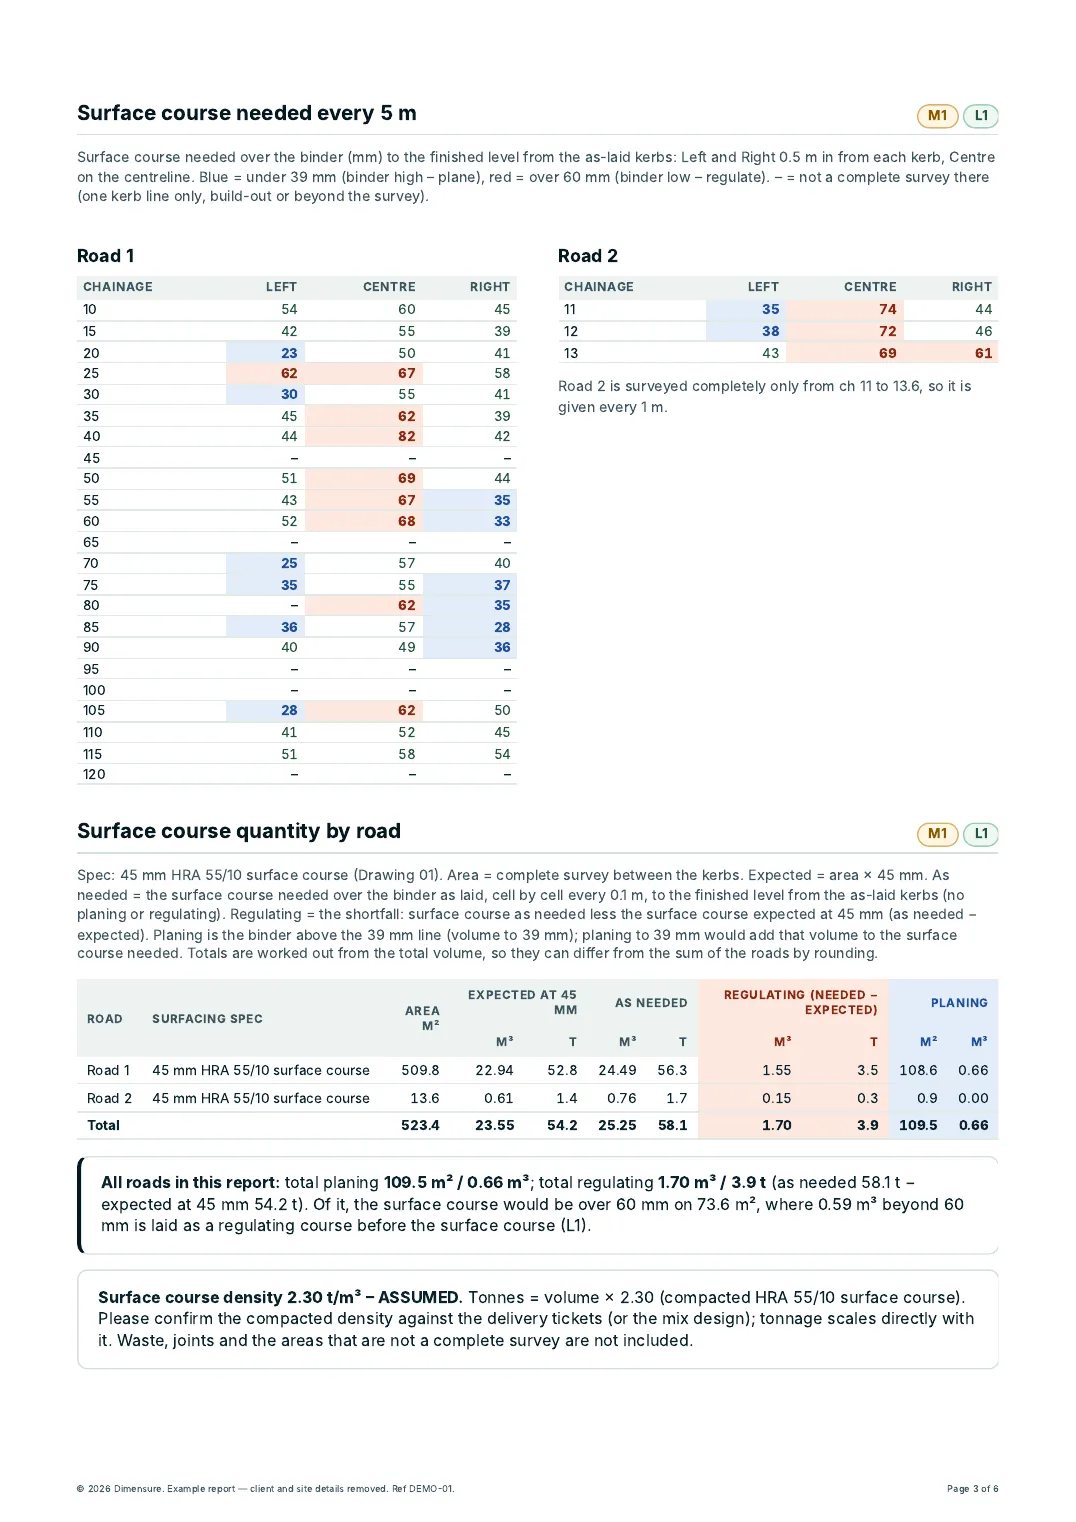 Surface course needed every 5 m
M1 L1
Surface course needed over the binder (mm) to the finished level from the as-laid kerbs: Left and Right 0.5 m in from each kerb, Centre
on the centreline. Blue = under 39 mm (binder high – plane), red = over 60 mm (binder low – regulate). – = not a complete survey there
(one kerb line only, build-out or beyond the survey).
Road 1
CHAINAGE LEFT CENTRE RIGHT
10 54 60 45
15 42 55 39
20 23 50 41
25 62 67 58
30 30 55 41
35 45 62 39
40 44 82 42
45 – – –
50 51 69 44
55 43 67 35
60 52 68 33
65 – – –
70 25 57 40
75 35 55 37
80 – 62 35
85 36 57 28
90 40 49 36
95 – – –
100 – – –
105 28 62 50
110 41 52 45
115 51 58 54
120 – – –
Road 2
CHAINAGE LEFT CENTRE RIGHT
11 35 74 44
12 38 72 46
13 43 69 61
Road 2 is surveyed completely only from ch 11 to 13.6, so it is
given every 1 m.
Surface course quantity by road
M1 L1
Spec: 45 mm HRA 55/10 surface course (Drawing 01). Area = complete survey between the kerbs. Expected = area × 45 mm. As
needed = the surface course needed over the binder as laid, cell by cell every 0.1 m, to the finished level from the as-laid kerbs (no
planing or regulating). Regulating = the shortfall: surface course as needed less the surface course expected at 45 mm (as needed –
expected). Planing is the binder above the 39 mm line (volume to 39 mm); planing to 39 mm would add that volume to the surface
course needed. Totals are worked out from the total volume, so they can differ from the sum of the roads by rounding.
ROAD SURFACING SPEC AREA M² EXPECTED AT 45 MM AS NEEDED REGULATING (NEEDED – EXPECTED) PLANING
M³ T M³ T M³ T M² M³
Road 1 45 mm HRA 55/10 surface course 509.8 22.94 52.8 24.49 56.3 1.55 3.5 108.6 0.66
Road 2 45 mm HRA 55/10 surface course 13.6 0.61 1.4 0.76 1.7 0.15 0.3 0.9 0.00
Total 523.4 23.55 54.2 25.25 58.1 1.70 3.9 109.5 0.66
All roads in this report: total planing 109.5 m² / 0.66 m³; total regulating 1.70 m³ / 3.9 t (as needed 58.1 t –
expected at 45 mm 54.2 t). Of it, the surface course would be over 60 mm on 73.6 m², where 0.59 m³ beyond 60
mm is laid as a regulating course before the surface course (L1).
Surface course density 2.30 t/m³ – ASSUMED. Tonnes = volume × 2.30 (compacted HRA 55/10 surface course).
Please confirm the compacted density against the delivery tickets (or the mix design); tonnage scales directly with
it. Waste, joints and the areas that are not a complete survey are not included.
© 2026 Dimensure. Example report — client and site details removed. Ref DEMO-01.
Page 3 of 6